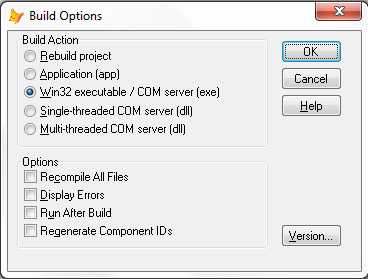 Build Options
Build Action
Rebuild project
Application (app)
Win32 executable / COM server (exe)
Single-threaded COM server (dll)
Multi-threaded COM server (dll)
OK
Cancel
Help
Options
Recompile All Files
Display Errors
Run After Build
Regenerate Component IDs
Version...